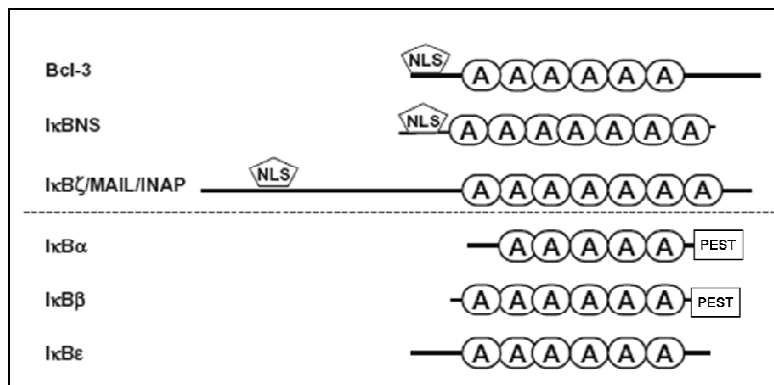 Bcl-3 NLS A A A A A A
IκBNS NLS A A A A A A A
IκBζ/MAIL/INAP NLS A A A A A A A
IκBα A A A A A PEST
IκBβ A A A A A A PEST
IκBε A A A A A A